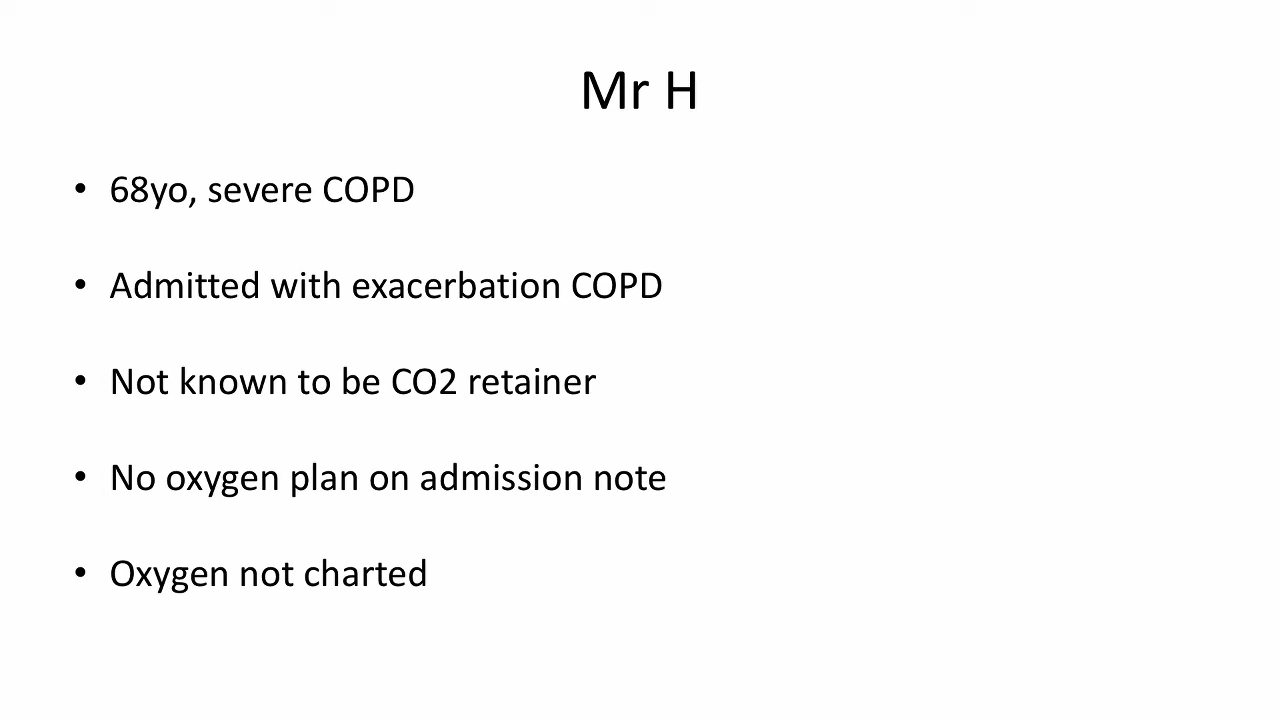 Mr H
• 68yo, severe COPD
• Admitted with exacerbation COPD
• Not known to be CO2 retainer
• No oxygen plan on admission note
• Oxygen not charted